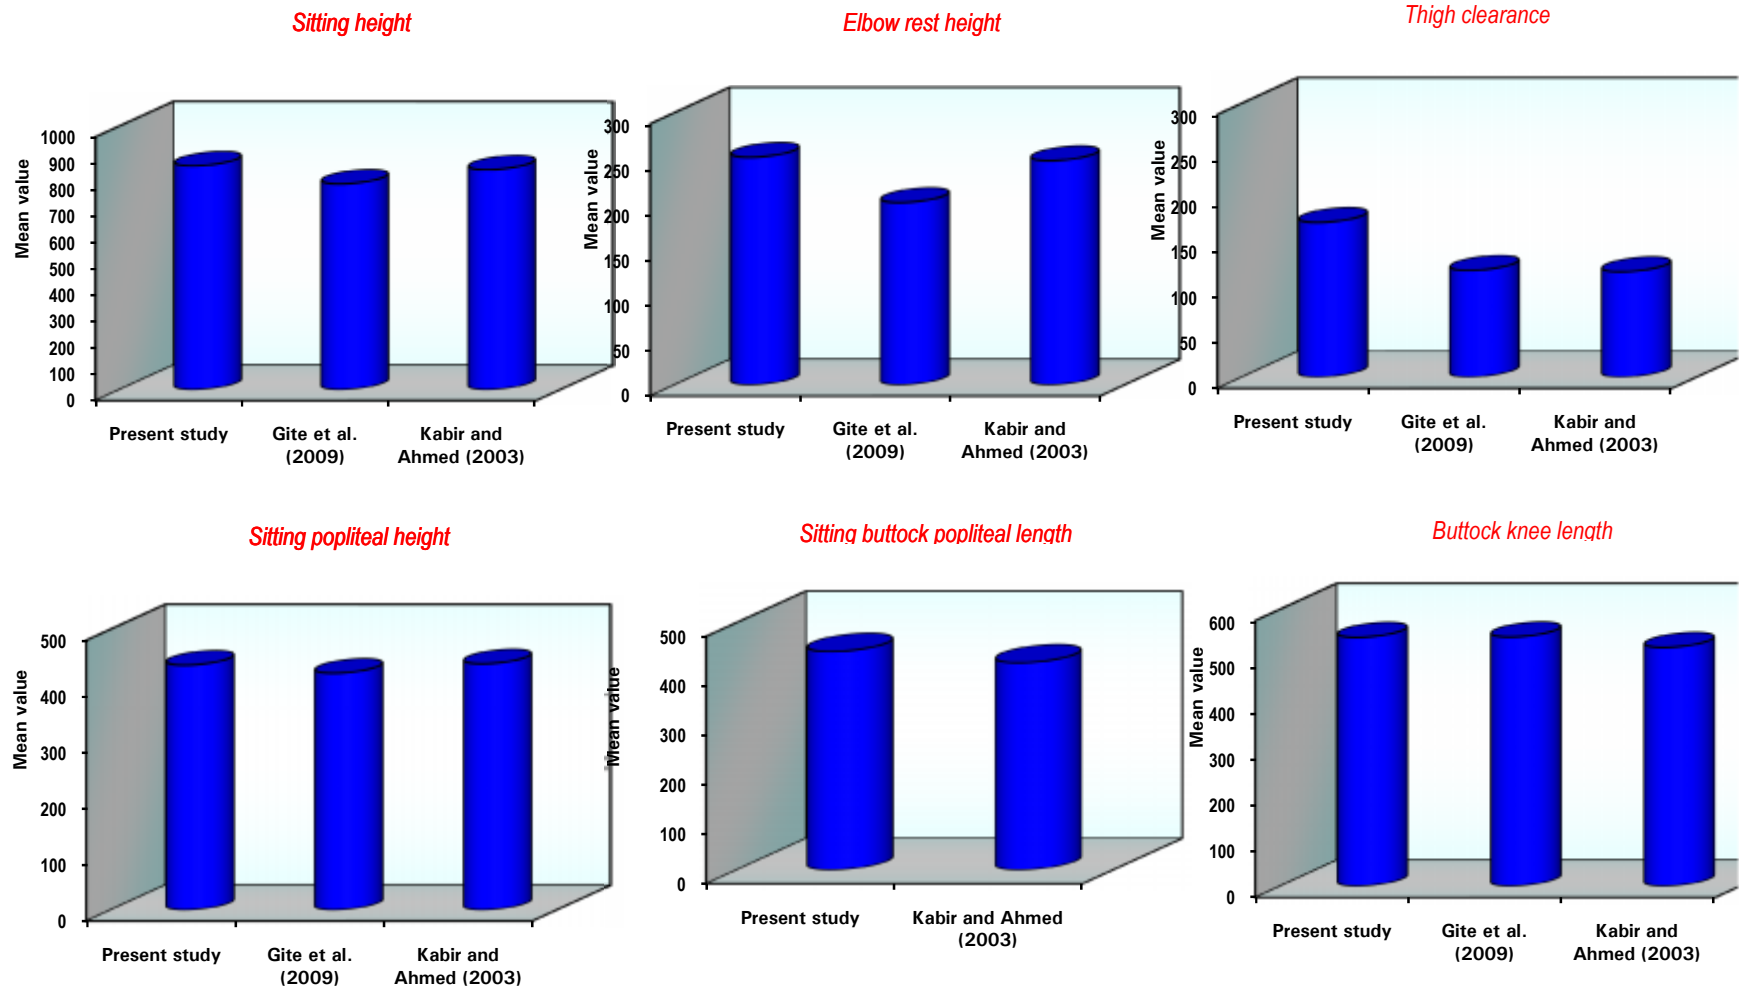 Sitting height
Mean value
1000
900
800
700
600
500
400
300
200
100
0
Present study
Gite et al.
(2009)
Kabir and
Ahmed (2003)
Elbow rest height
Mean value
300
250
200
150
100
50
0
Present study
Gite et al.
(2009)
Kabir and
Ahmed (2003)
Thigh clearance
Mean value
300
250
200
150
100
50
0
Present study
Gite et al.
(2009)
Kabir and
Ahmed (2003)
Sitting popliteal height
Mean value
500
400
300
200
100
0
Present study
Gite et al.
(2009)
Kabir and
Ahmed (2003)
Sitting buttock popliteal length
Mean value
500
400
300
200
100
0
Present study
Kabir and Ahmed
(2003)
Buttock knee length
Mean value
600
500
400
300
200
100
0
Present study
Gite et al.
(2009)
Kabir and
Ahmed (2003)